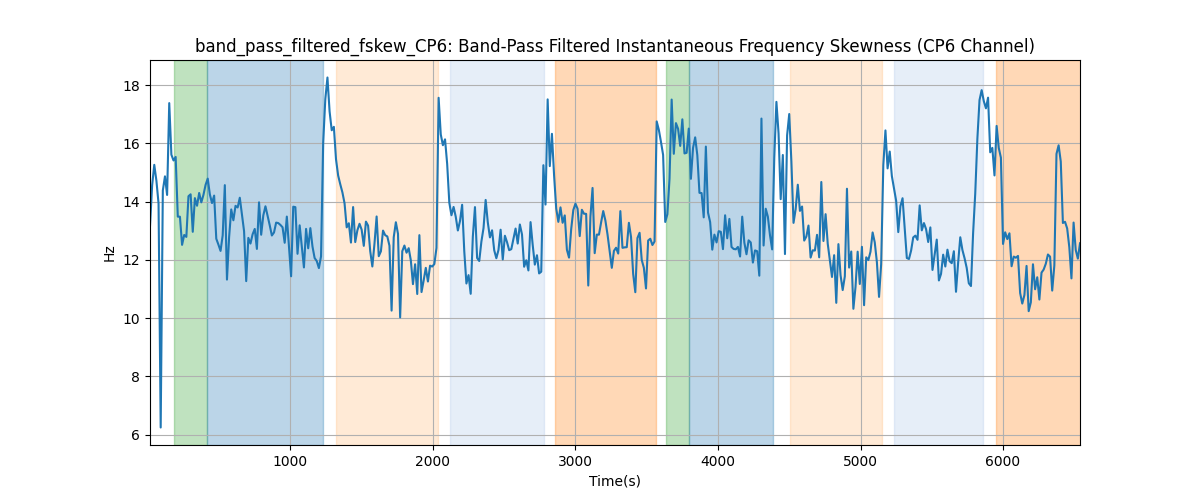 band_pass_filtered_fskew_CP6: Band-Pass Filtered Instantaneous Frequency Skewness (CP6 Channel)
18
16
14
12
10
8
6
Hz
1000 2000 3000 4000 5000 6000
Time(s)